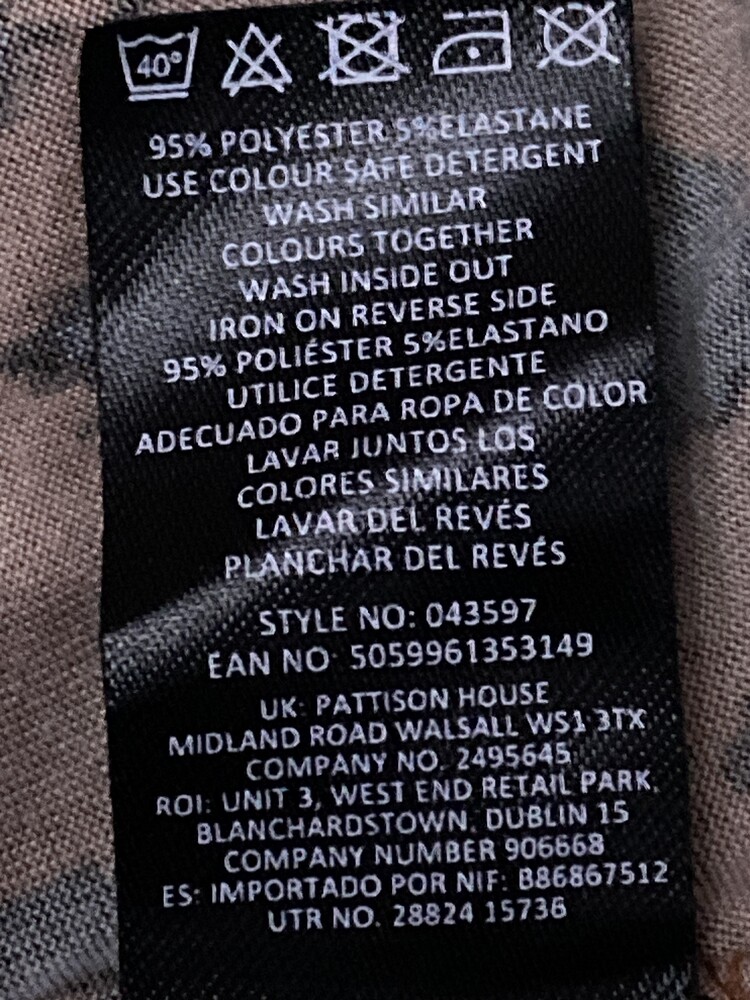 40°
95% POLYESTER 5%ELASTANE
USE COLOUR SAFE DETERGENT
WASH SIMILAR
COLOURS TOGETHER
WASH INSIDE OUT
IRON ON REVERSE SIDE
95% POLIÉSTER 5%ELASTANO
UTILICE DETERGENTE
ADECUADO PARA ROPA DE COLOR
LAVAR JUNTOS LOS
COLORES SIMILARES
LAVAR DEL REVÉS
PLANCHAR DEL REVÉS
STYLE NO: 043597
EAN NO: 5059961353149
UK: PATTISON HOUSE
MIDLAND ROAD WALSALL WS1 3TX
COMPANY NO. 2495645
ROI: UNIT 3, WEST END RETAIL PARK,
BLANCHARDSTOWN, DUBLIN 15
COMPANY NUMBER 906668
ES: IMPORTADO POR NIF: B86867512
UTR NO. 28824 15736